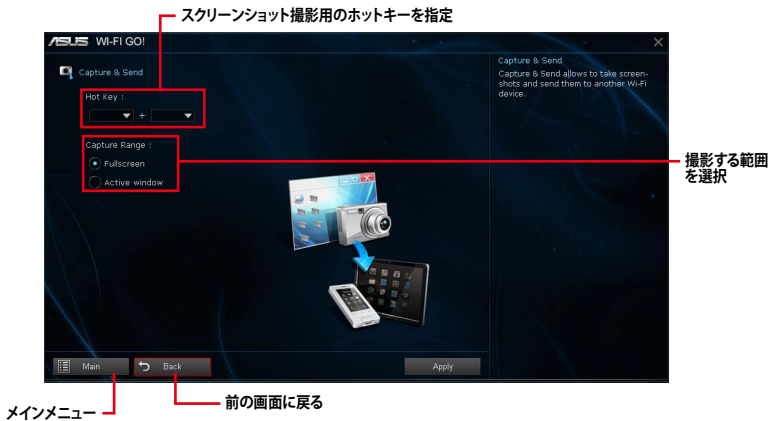 スクリーンショット撮影用のホットキーを指定
ASUS WI-FI GO!
Capture & Send
Hot Key :
+
Capture Range :
Fullscreen
Active window
Capture & Send
Capture & Send allows to take screen-
shots and send them to another Wi-Fi
device.
撮影する範囲
を選択
Main
Back
Apply
メインメニュー
前の画面に戻る